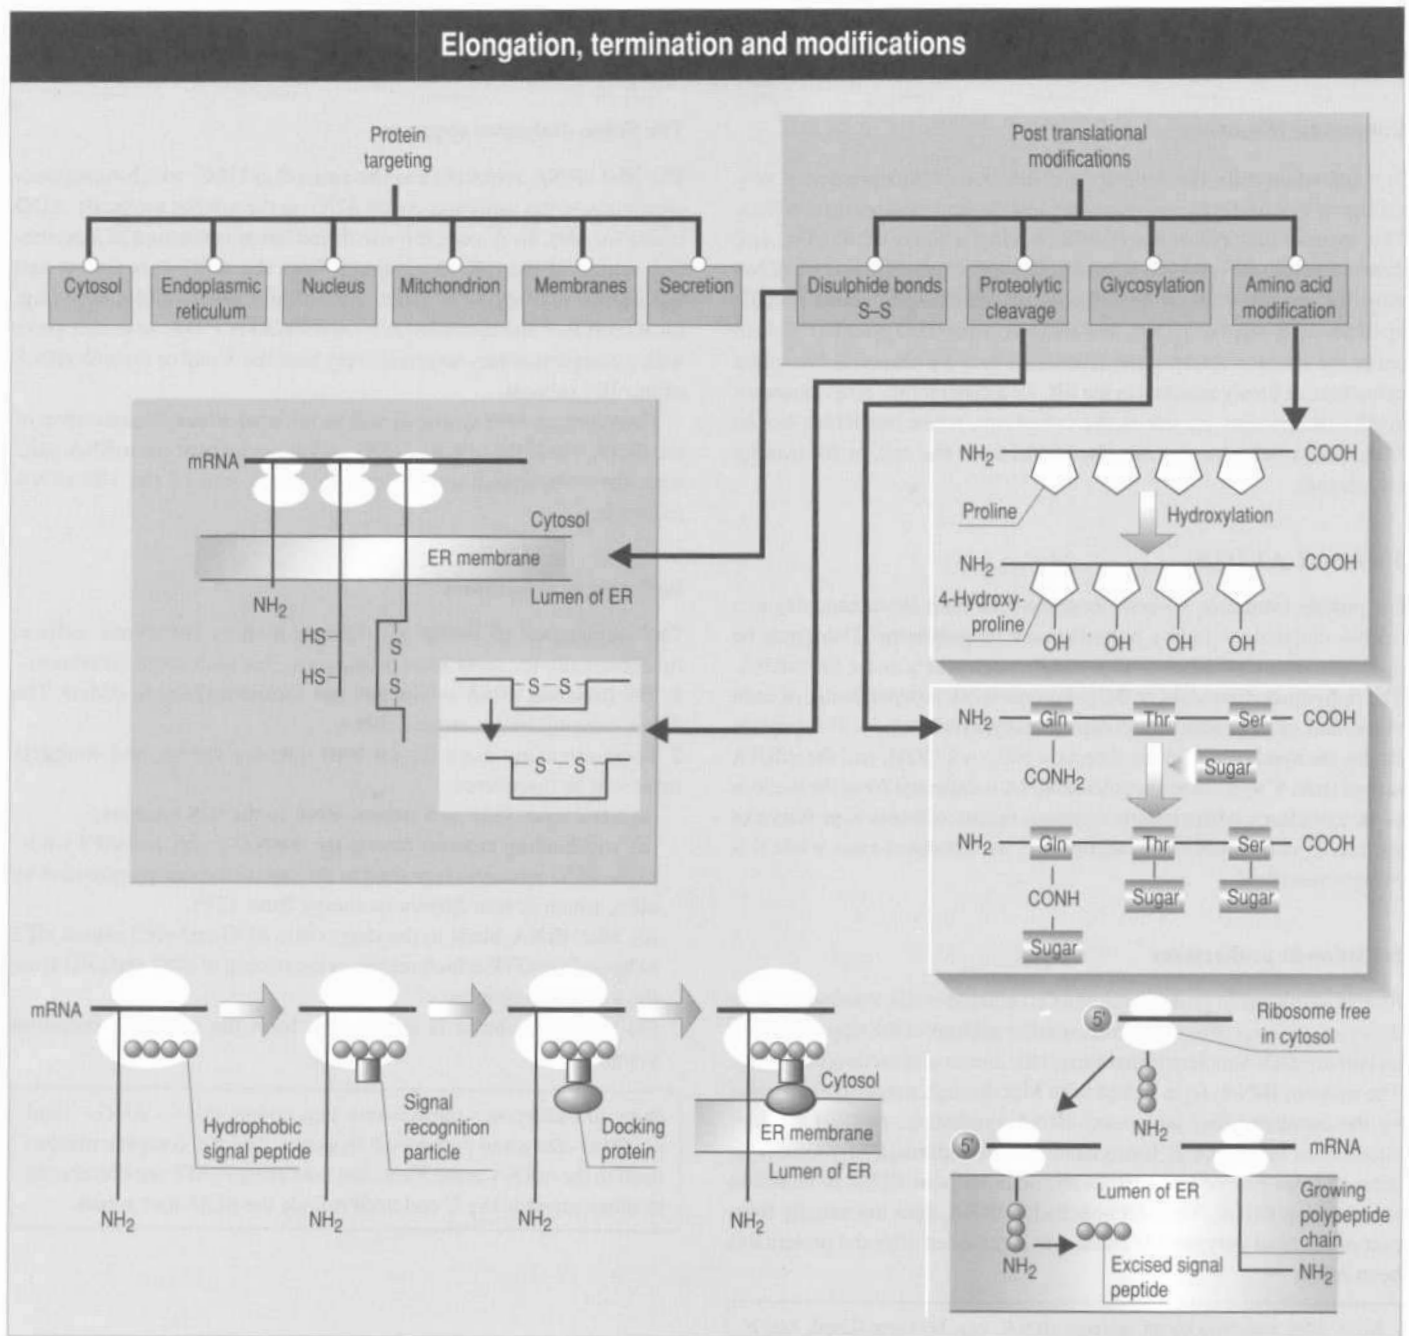 Elongation, termination and modifications
Protein
targeting
Cytosol
Endoplasmic
reticulum
Nucleus
Mitchondrion
Membranes
Secretion
Post translational
modifications
Disulphide bonds
S–S
Proteolytic
cleavage
Glycosylation
Amino acid
modification
mRNA
Cytosol
ER membrane
Lumen of ER
NH2
HS–
HS–
S
S
S–S
S–S
NH2
COOH
Proline
Hydroxylation
NH2
COOH
4-Hydroxy-
proline
OH OH OH OH
NH2 Gln Thr Ser COOH
CONH2
Sugar
NH2 Gln Thr Ser COOH
CONH
Sugar
Sugar
Sugar
mRNA
Hydrophobic
signal peptide
NH2
Signal
recognition
particle
NH2
Docking
protein
NH2
Cytosol
ER membrane
Lumen of ER
NH2
5'
Ribosome free
in cytosol
NH2
5'
mRNA
Lumen of ER
Growing
polypeptide
chain
NH2
Excised signal
peptide
NH2